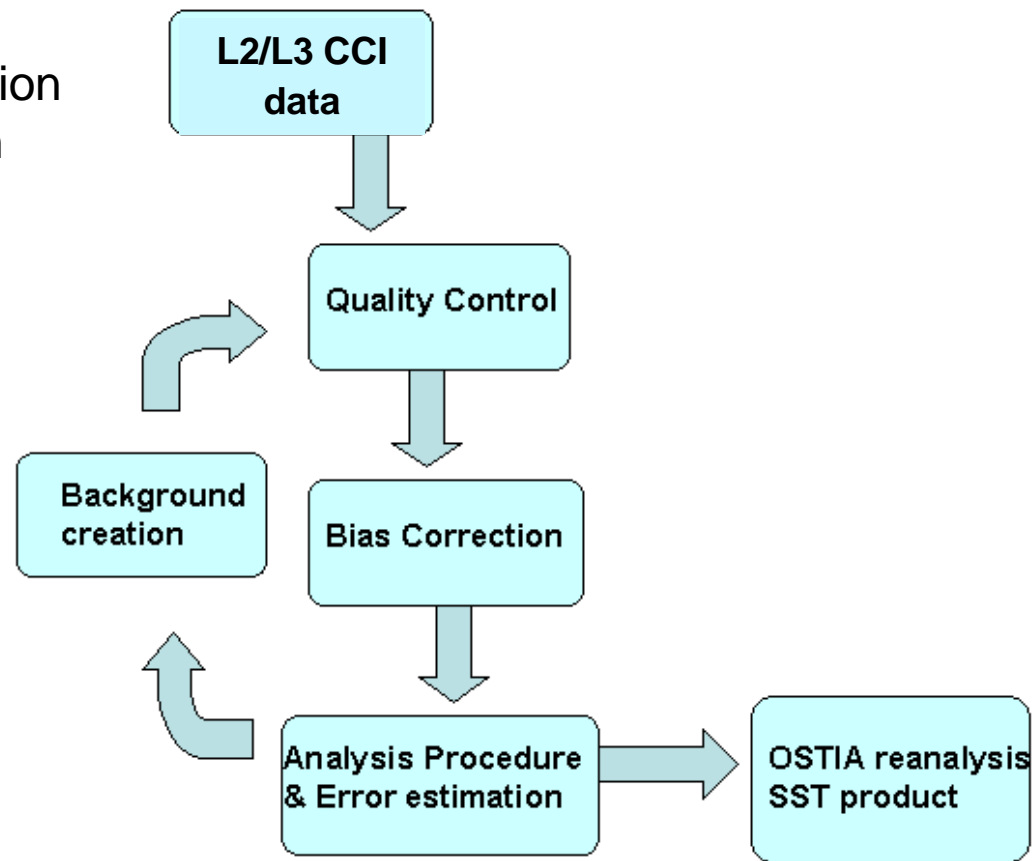 L2/L3 CCI
data
Quality Control
Background
creation
Bias Correction
Analysis Procedure
& Error estimation
OSTIA reanalysis
SST product